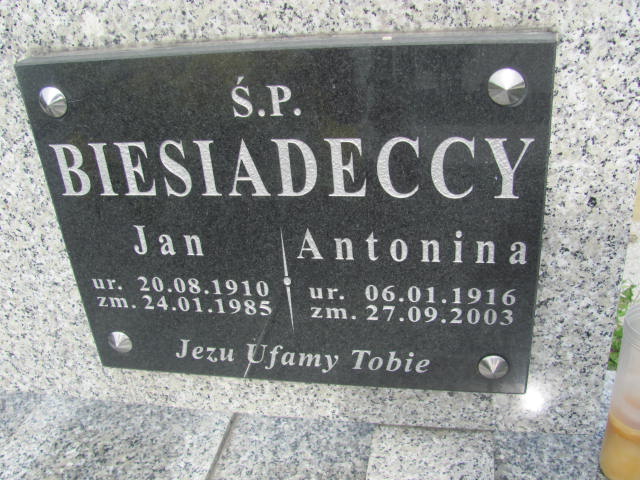 Ś.P.
BIESIADECCY
Jan
ur. 20.08.1910
zm. 24.01.1985
Antonina
ur. 06.01.1916
zm. 27.09.2003
Jezu Ufamy Tobie